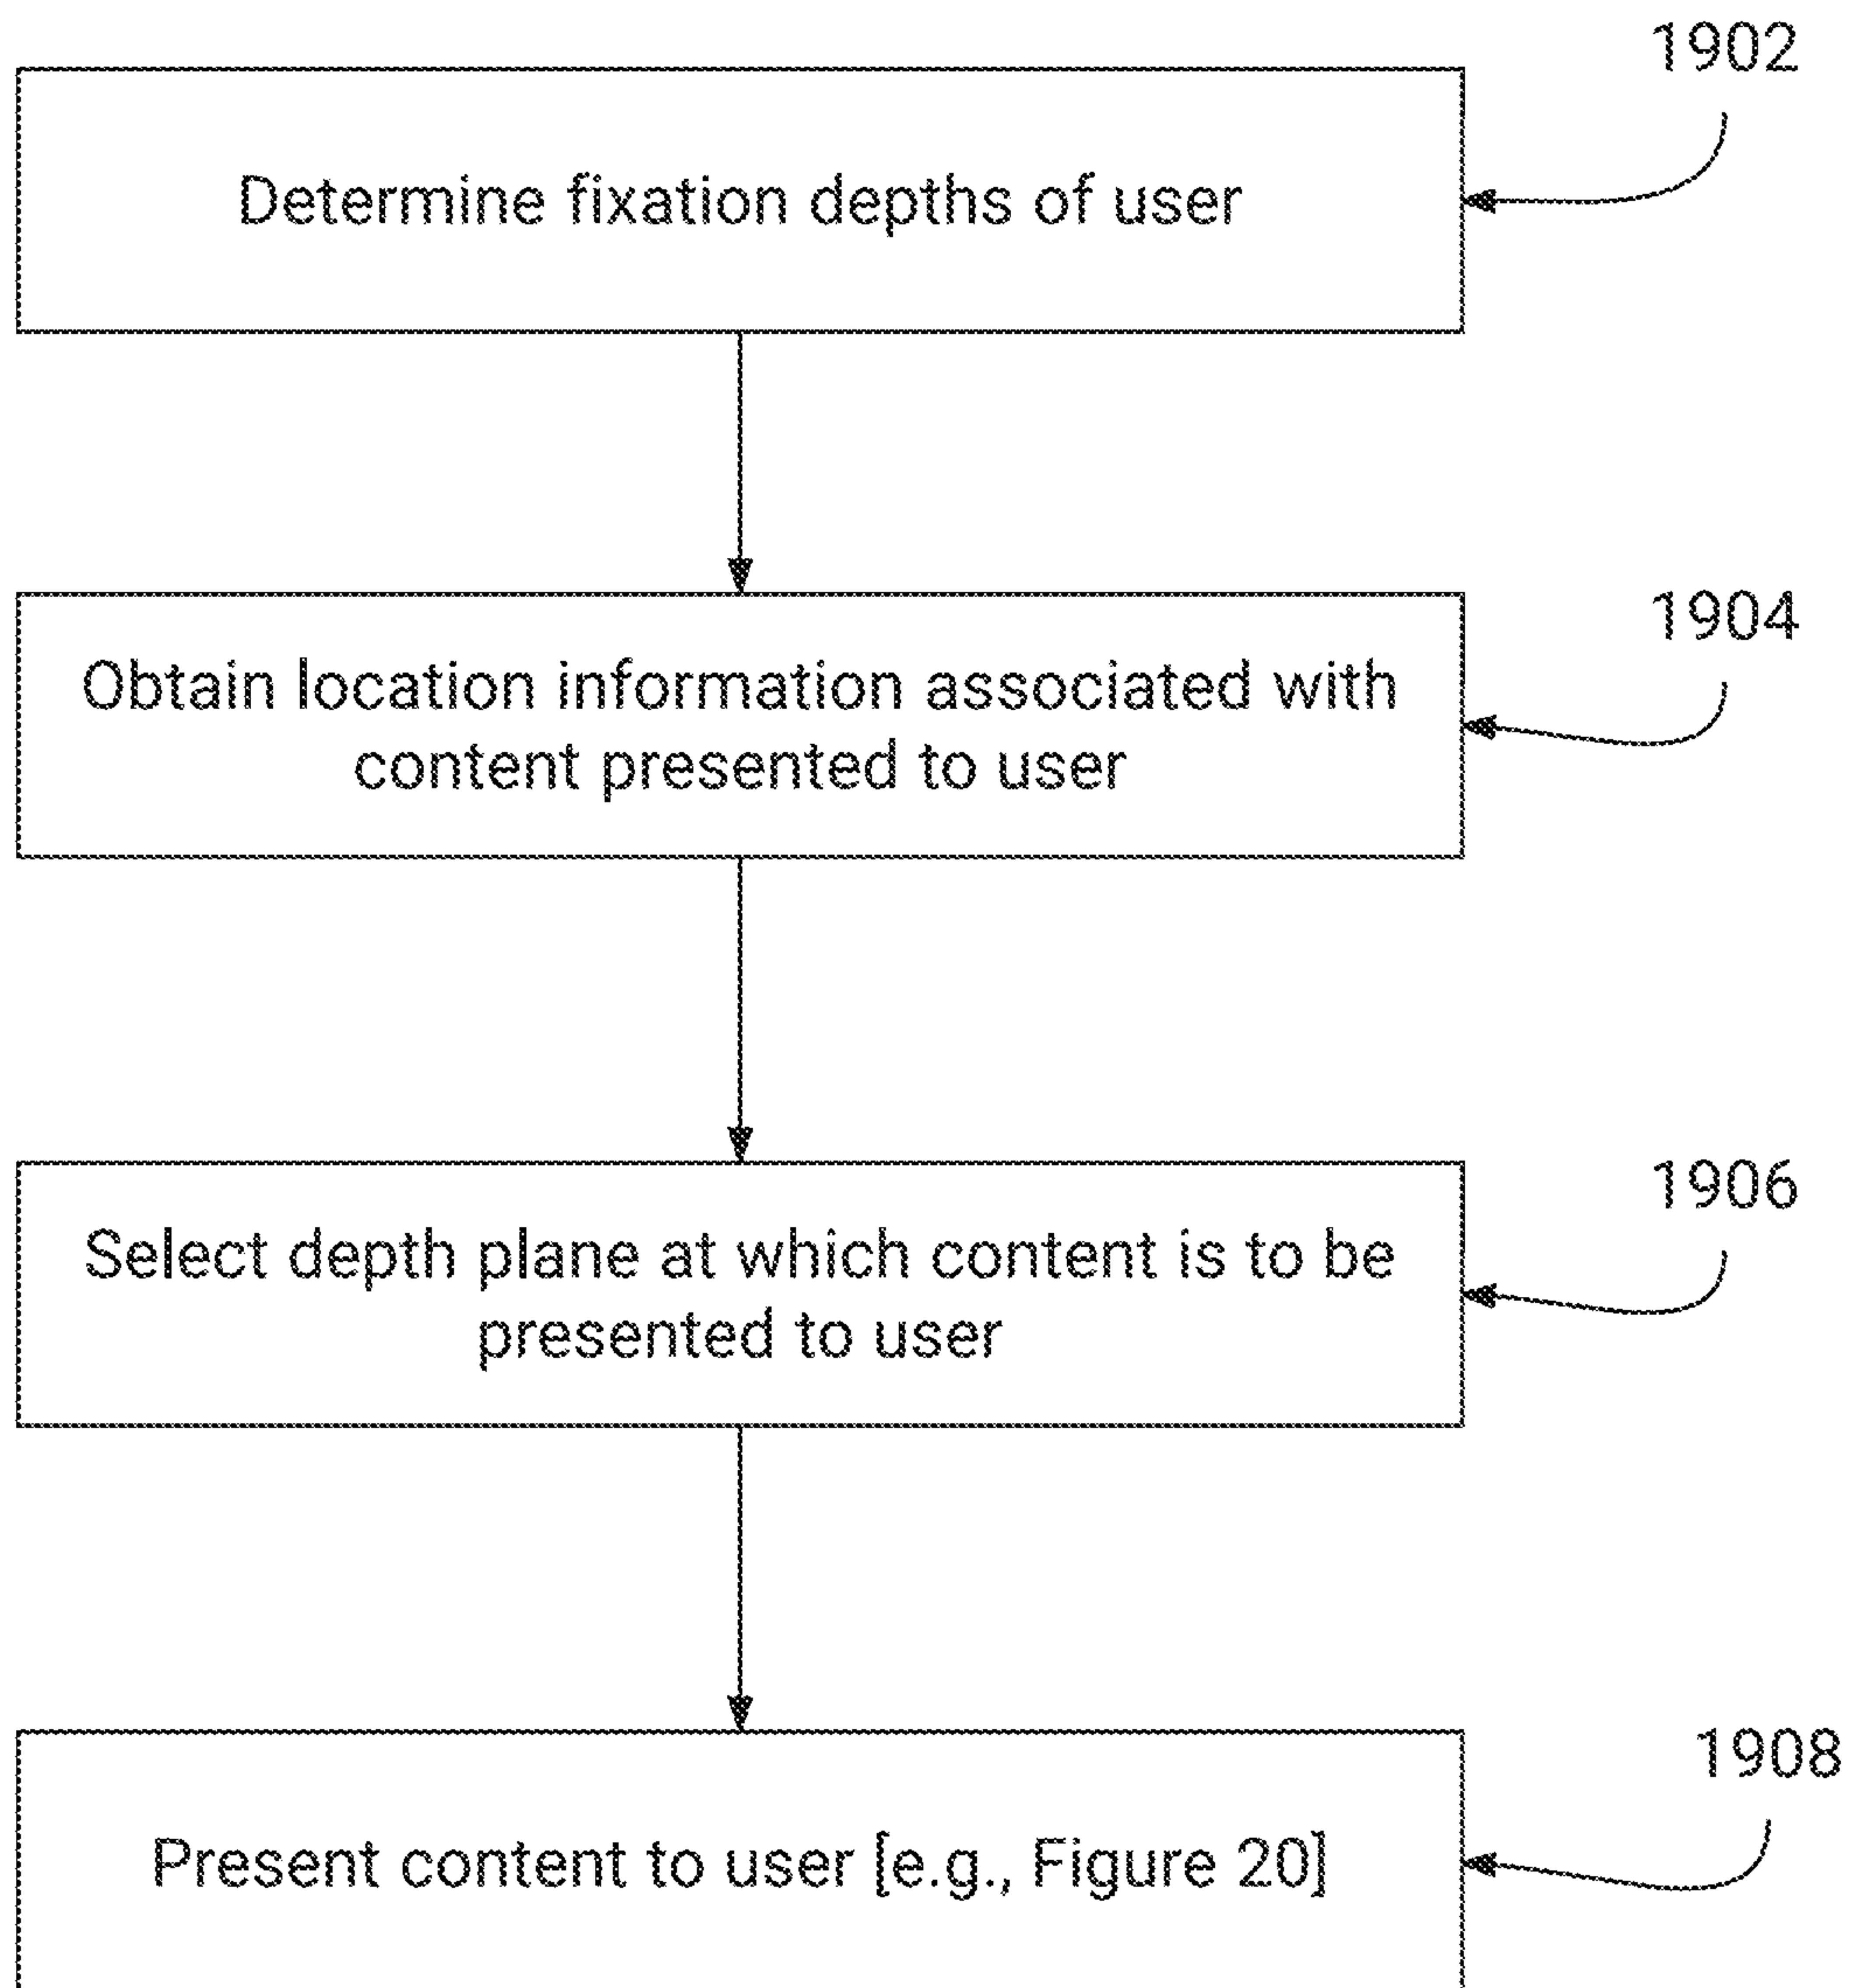 1902
Determine fixation depths of user
1904
Obtain location information associated with
content presented to user
1906
Select depth plane at which content is to be
presented to user
1908
Present content to user [e.g., Figure 20]